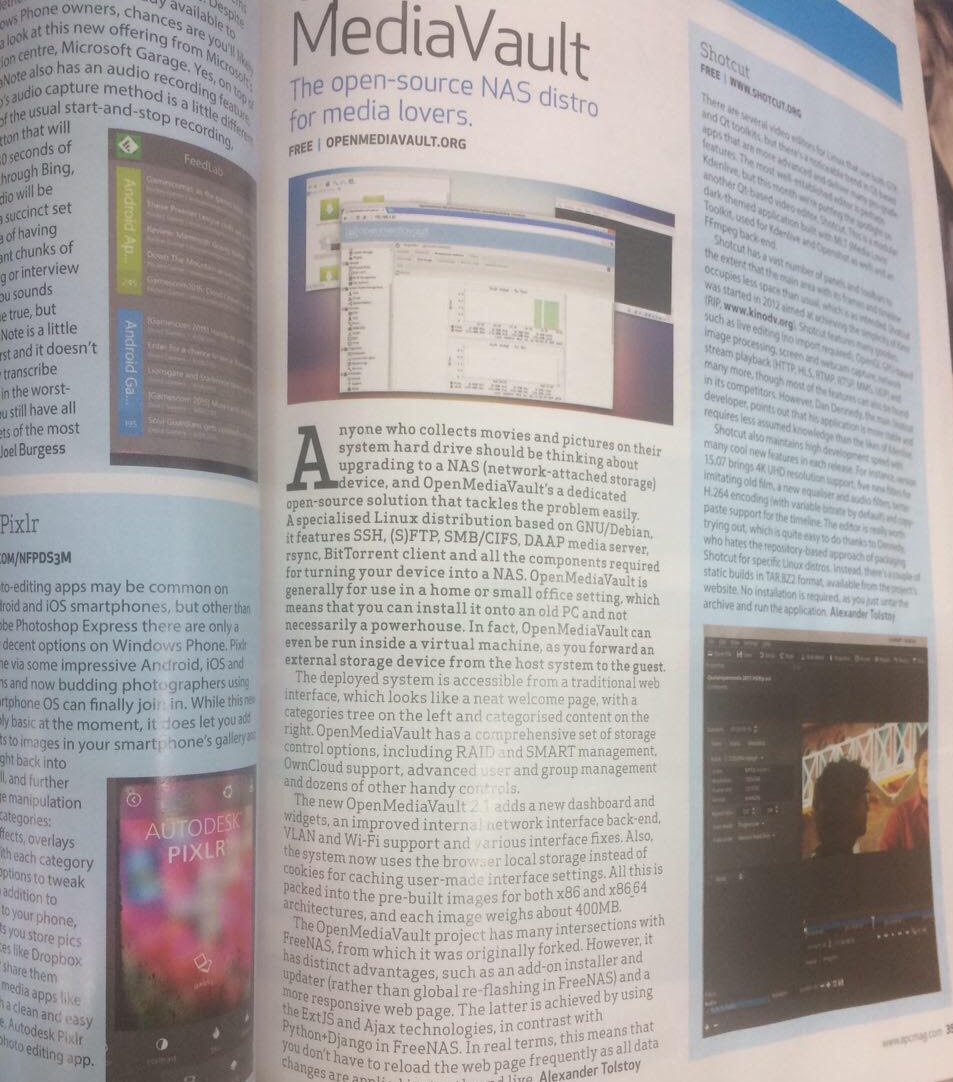 ows Phone owners, chances are you'll likely
a look at this new offering from Microsoft's
tion centre, Microsoft Garage. Yes, on top of
Note also has an audio recording feature.
's audio capture method is a little different
of the usual start-and-stop recording,
tton that will
0 seconds of
hrough Bing,
dio will be
a succinct set
a of having
ant chunks of
g or interview
ou sounds
e true, but
Note is a little
rst and it doesn't
transcribe
in the worst-
u still have all
ets of the most
Joel Burgess
FeedLab
Android Ap...
245
Android Ga...
195
Pixlr
COM/NFPDS3M
oto-editing apps may be common on
droid and iOS smartphones, but other than
obe Photoshop Express there are only a
decent options on Windows Phone. Pixlr
me via some impressive Android, iOS and
ns and now budding photographers using
rtphone OS can finally join in. While this new
ly basic at the moment, it does let you add
ts to images in your smartphone's gallery and
ght back into
ll, and further
e manipulation
categories:
ffects, overlays
ith each category
options to tweak
addition to
to your phone,
ts you store pics
es like Dropbox
share them
media apps like
h a clean and easy
e, Autodesk Pixlr
photo editing app.
AUTODESK
PIXLR
MediaVault
The open-source NAS distro
for media lovers.
FREE | OPENMEDIAVAULT.ORG
Anyone who collects movies and pictures on their
system hard drive should be thinking about
upgrading to a NAS (network-attached storage)
device, and OpenMediaVault's a dedicated
open-source solution that tackles the problem easily.
A specialised Linux distribution based on GNU/Debian,
it features SSH, (S)FTP, SMB/CIFS, DAAP media server,
rsync, BitTorrent client and all the components required
for turning your device into a NAS. OpenMediaVault is
generally for use in a home or small office setting, which
means that you can install it onto an old PC and not
necessarily a powerhouse. In fact, OpenMediaVault can
even be run inside a virtual machine, as you forward an
external storage device from the host system to the guest.
The deployed system is accessible from a traditional web
interface, which looks like a neat welcome page, with a
categories tree on the left and categorised content on the
right. OpenMediaVault has a comprehensive set of storage
control options, including RAID and SMART management,
OwnCloud support, advanced user and group management
and dozens of other handy controls.
The new OpenMediaVault 2.1 adds a new dashboard and
widgets, an improved internal network interface back-end,
VLAN and Wi-Fi support and various interface fixes. Also,
the system now uses the browser local storage instead of
cookies for caching user-made interface settings. All this is
packed into the pre-built images for both x86 and x86_64
architectures, and each image weighs about 400MB.
The OpenMediaVault project has many intersections with
FreeNAS, from which it was originally forked. However, it
has distinct advantages, such as an add-on installer and
updater (rather than global re-flashing in FreeNAS) and a
more responsive web page. The latter is achieved by using
the ExtJS and Ajax technologies, in contrast with
Python+Django in FreeNAS. In real terms, this means that
you don't have to reload the web page frequently as all data
changes are live. Alexander Tolstoy
Shotcut
FREE | WWW.SHOTCUT.ORG
There are several video editors for Linux that use both GTK
and Qt toolkits, but there's a noticeable trend in Qt-based
apps that are more advanced and contain many pro-grade
features. The most well-established editor is perhaps
Kdenlive, but this month we're putting the spotlight on
another Qt-based video editor, Shotcut. This is a modular
dark-themed application built with MLT (Media Lovin'
Toolkit, used for Kdenlive and Openshot as well) and an
FFmpeg back-end.
Shotcut has a vast number of panels and toolbars to
the extent that the main area with its frames and timeline
occupies less space than usual, which is an interesting
was started in 2012 aimed at achieving the simplicity of Kino
(RIP, www.kinodv.org). Shotcut features many goodies,
such as live editing (no import required), OpenGL GPU-based
image processing, screen and webcam capture, network
stream playback (HTTP, HLS, RTMP, RTSP, MMS, UDP) and
many more, though most of the features can also be found
in its competitors. However, Dan Dennedy, the main Shotcut
developer, points out that his application is more stable and
requires less assumed knowledge than the likes of Kdenlive.
Shotcut also maintains high development speed with
many cool new features in each release. For instance, version
15.07 brings 4K UHD resolution support, five new filters for
imitating old film, a new equaliser and audio filters, better
H.264 encoding (with variable bitrate by default) and copy-
paste support for the timeline. The editor is really worth
trying out, which is quite easy to do thanks to Dennedy,
who hates the repository-based approach of packaging
Shotcut for specific Linux distros. Instead, there's a couple of
static builds in TAR.BZ2 format, available from the project's
website. No installation is required, as you just untar the
archive and run the application. Alexander Tolstoy
www.apcmag.com